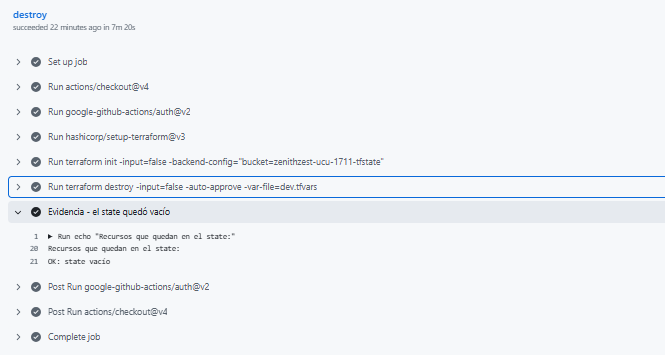 destroy
succeeded 22 minutes ago in 7m 20s
Set up job
Run actions/checkout@v4
Run google-github-actions/auth@v2
Run hashicorp/setup-terraform@v3
Run terraform init -input=false -backend-config="bucket=zenithzest-ucu-1711-tfstate"
Run terraform destroy -input=false -auto-approve -var-file=dev.tfvars
Evidencia - el state quedó vacío
1 ▶ Run echo "Recursos que quedan en el state:"
20 Recursos que quedan en el state:
21 OK: state vacío
Post Run google-github-actions/auth@v2
Post Run actions/checkout@v4
Complete job